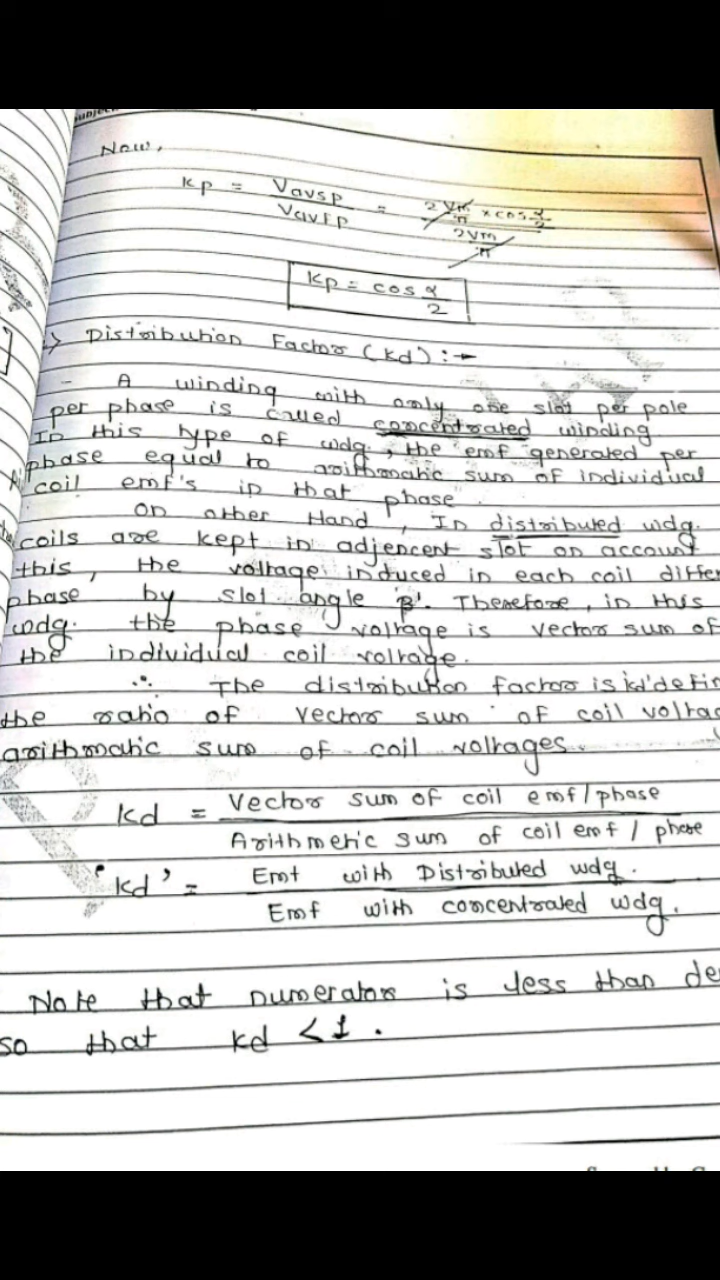 Now,
Kp = Vavsp / VavFp = 2Vm/π × cos α/2 / 2Vm/π
Kp = cos α/2
Distribution Factor (Kd) :-
- A winding with only one slot per pole
per phase is called concentrated winding
In this type of wdg, the emf generated per
phase equal to arithmatic sum of individual
coil emf's in that phase.
On other Hand, In distributed wdg.
coils are kept in adjencent slot on account
this, the voltage induced in each coil differ
phase by slot angle 'β'. Therefore, in this
wdg. the phase voltage is vector sum of
the individual coil voltage.
∴ The distribution factor is kd' defin
the ratio of vector sum of coil voltag
arithmatic sum of coil voltages.
Kd = Vector sum of coil emf/phase / Arithmetic sum of coil emf / phase
'Kd' = Emf with Distributed wdg. / Emf with concentrated wdg.
Note that numerator is less than de
so that kd < 1.